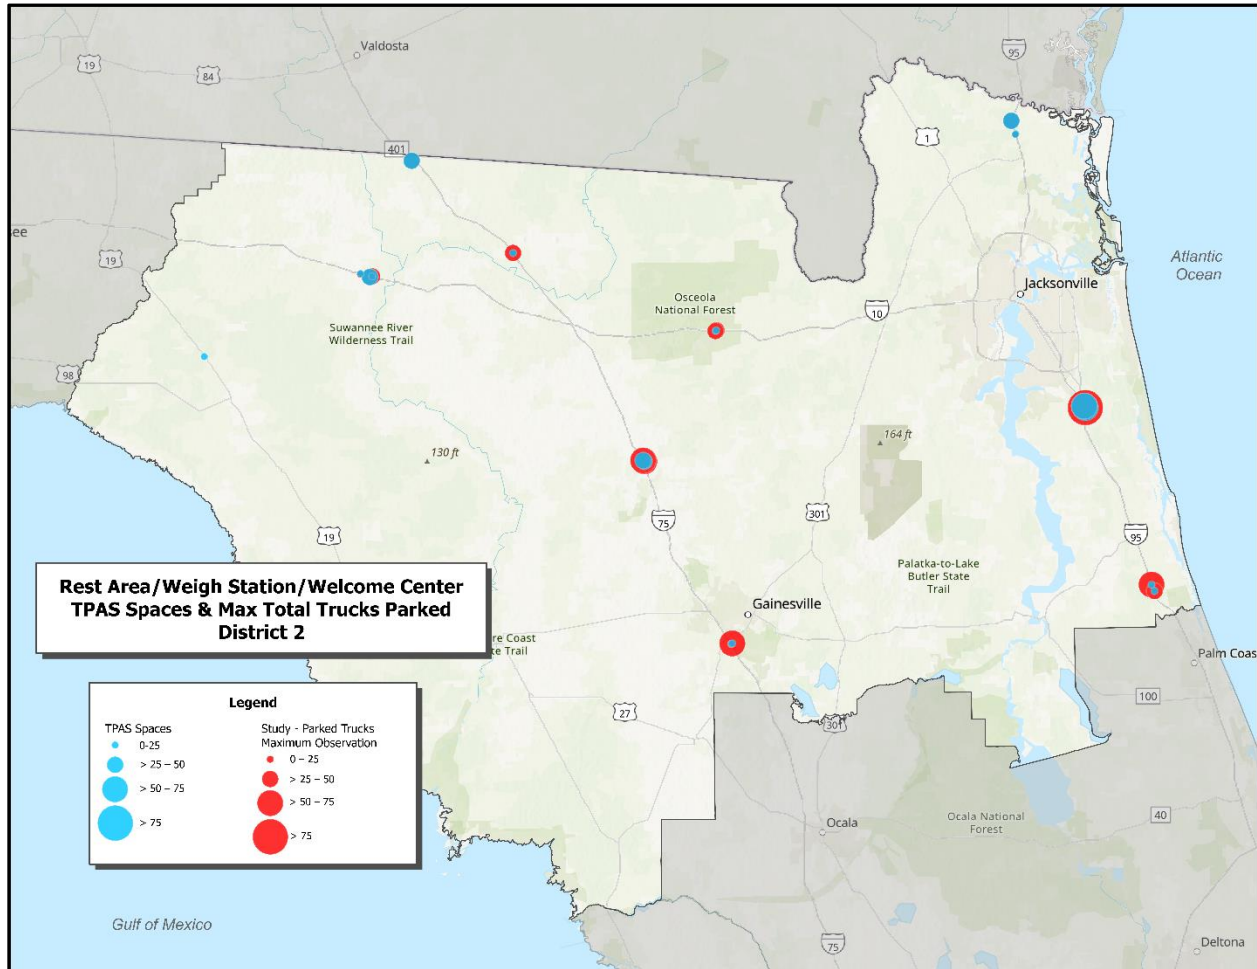 Valdosta
95
19
84
1
401
see
19
Atlantic
Ocean
Jacksonville
Osceola
National Forest
10
Suwannee River
Wilderness Trail
98
164 ft
130 ft
301
75
95
19
Palatka-to-Lake
Butler State
Trail
Rest Area/Weigh Station/Welcome Center
TPAS Spaces & Max Total Trucks Parked
District 2
Gainesville
re Coast
te Trail
Palm Coas
100
27
301
Legend
TPAS Spaces
0-25
> 25 – 50
> 50 – 75
> 75
Study - Parked Trucks
Maximum Observation
0 – 25
> 25 – 50
> 50 – 75
> 75
Ocala
Ocala National
Forest
40
Gulf of Mexico
75
Deltona